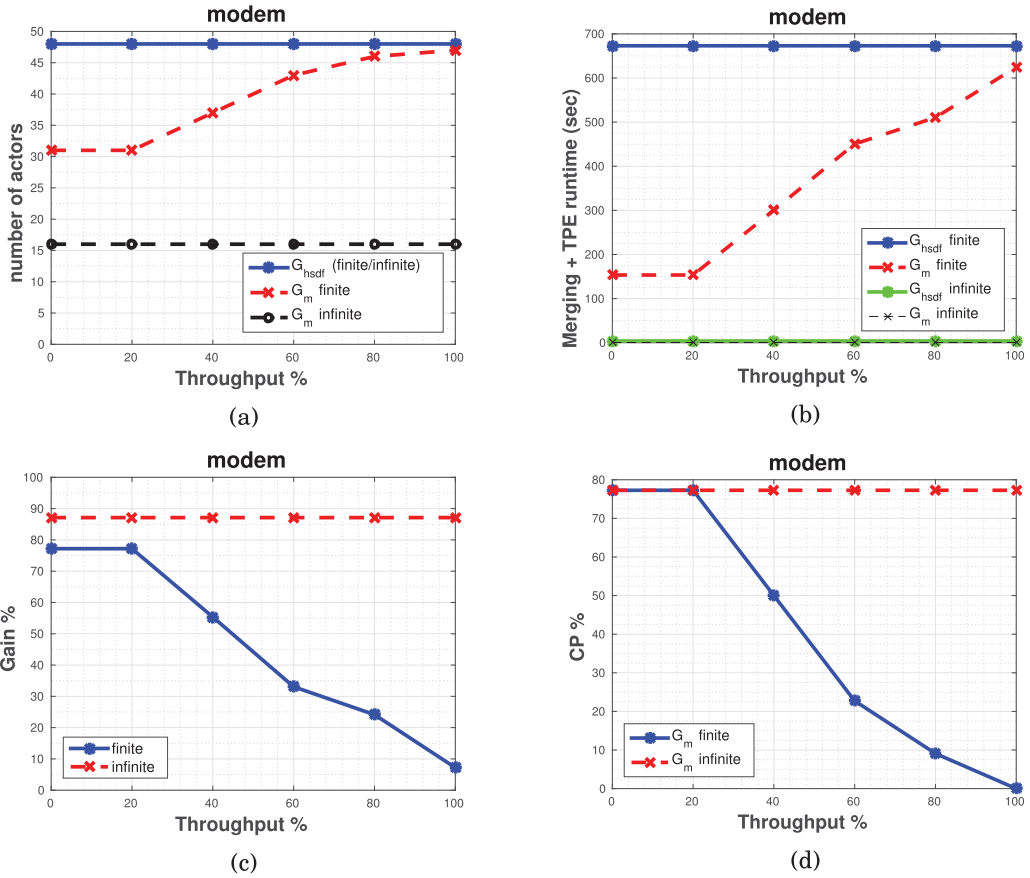 modem
50
45
40
35
30
25
20
15
10
5
0
number of actors
G_hsdf (finite/infinite)
G_m finite
G_m infinite
0 20 40 60 80 100
Throughput %
(a)
modem
700
600
500
400
300
200
100
0
Merging + TPE runtime (sec)
G_hsdf finite
G_m finite
G_hsdf infinite
G_m infinite
0 20 40 60 80 100
Throughput %
(b)
modem
100
90
80
70
60
50
40
30
20
10
0
Gain %
finite
infinite
0 20 40 60 80 100
Throughput %
(c)
modem
80
70
60
50
40
30
20
10
0
CP %
G_m finite
G_m infinite
0 20 40 60 80 100
Throughput %
(d)